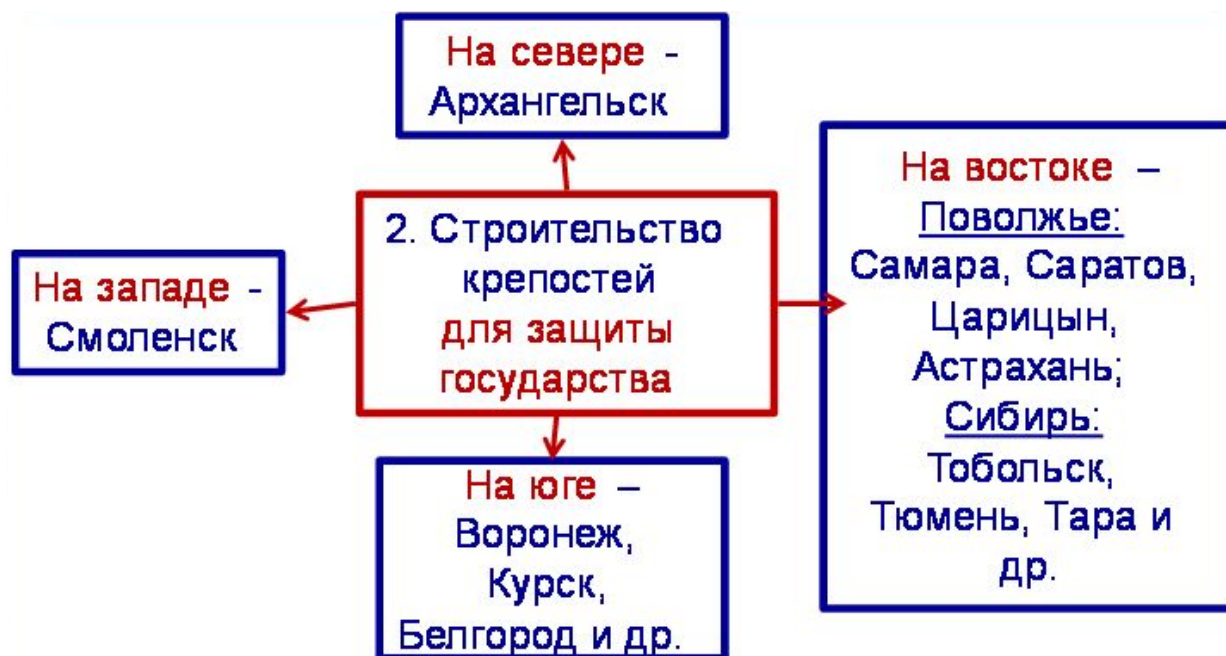 На севере -
Архангельск
2. Строительство
крепостей
для защиты
государства
На западе -
Смоленск
На востоке –
Поволжье:
Самара, Саратов,
Царицын,
Астрахань;
Сибирь:
Тобольск,
Тюмень, Тара и
др.
На юге –
Воронеж,
Курск,
Белгород и др.